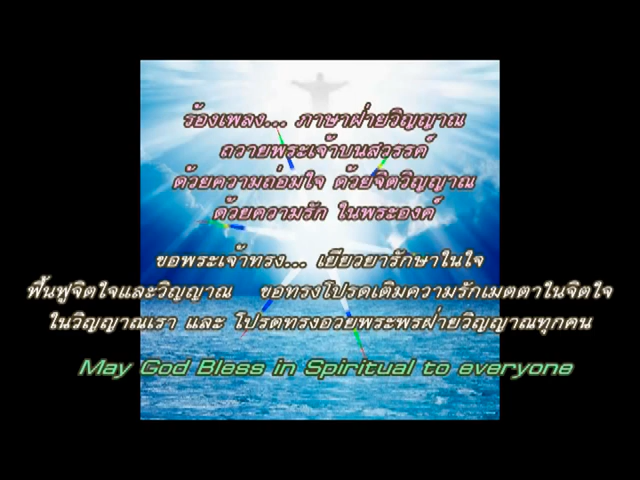 ร้องเพลง... ภาษาฝ่ายวิญญาณ
ถวายพระเจ้าบนสวรรค์
ด้วยความถ่อมใจ ด้วยจิตวิญญาณ
ด้วยความรัก ในพระองค์
ขอพระเจ้าทรง... เยียวยารักษาในใจ
ฟื้นฟูจิตใจและวิญญาณ ขอทรงโปรดเติมความรักเมตตาในจิตใจ
ในวิญญาณเรา และ โปรดทรงอวยพระพรฝ่ายวิญญาณทุกคน
May God Bless in Spiritual to everyone